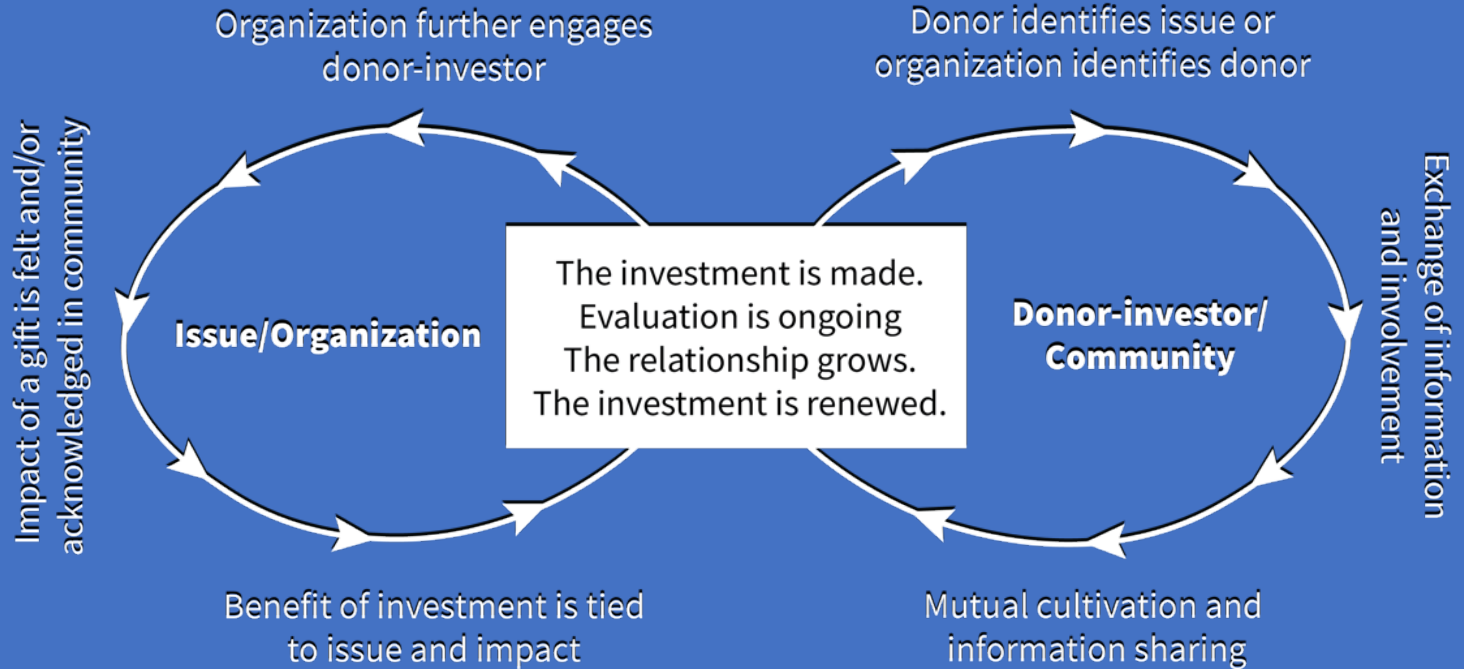 Organization further engages
donor-investor
Donor identifies issue or
organization identifies donor
Impact of a gift is felt and/or
acknowledged in community
Issue/Organization
The investment is made.
Evaluation is ongoing
The relationship grows.
The investment is renewed.
Donor-investor/
Community
Exchange of information
and involvement
Benefit of investment is tied
to issue and impact
Mutual cultivation and
information sharing